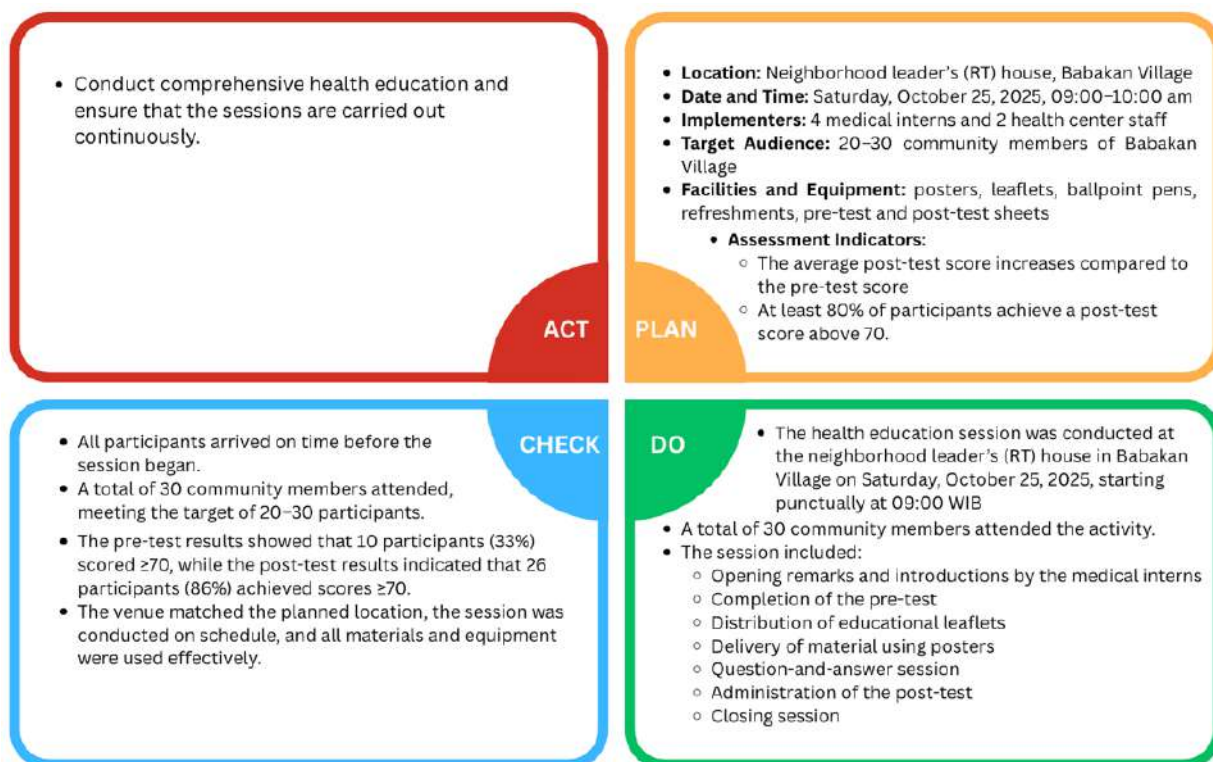 • Conduct comprehensive health education and
ensure that the sessions are carried out
continuously.
ACT
• Location: Neighborhood leader's (RT) house, Babakan Village
• Date and Time: Saturday, October 25, 2025, 09:00–10:00 am
• Implementers: 4 medical interns and 2 health center staff
• Target Audience: 20–30 community members of Babakan
Village
• Facilities and Equipment: posters, leaflets, ballpoint pens,
refreshments, pre-test and post-test sheets
• Assessment Indicators:
○ The average post-test score increases compared to
the pre-test score
○ At least 80% of participants achieve a post-test
score above 70.
PLAN
• All participants arrived on time before the
session began.
• A total of 30 community members attended,
meeting the target of 20–30 participants.
• The pre-test results showed that 10 participants (33%)
scored ≥70, while the post-test results indicated that 26
participants (86%) achieved scores ≥70.
• The venue matched the planned location, the session was
conducted on schedule, and all materials and equipment
were used effectively.
CHECK
DO
• The health education session was conducted at
the neighborhood leader's (RT) house in Babakan
Village on Saturday, October 25, 2025, starting
punctually at 09:00 WIB
• A total of 30 community members attended the activity.
• The session included:
○ Opening remarks and introductions by the medical interns
○ Completion of the pre-test
○ Distribution of educational leaflets
○ Delivery of material using posters
○ Question-and-answer session
○ Administration of the post-test
○ Closing session